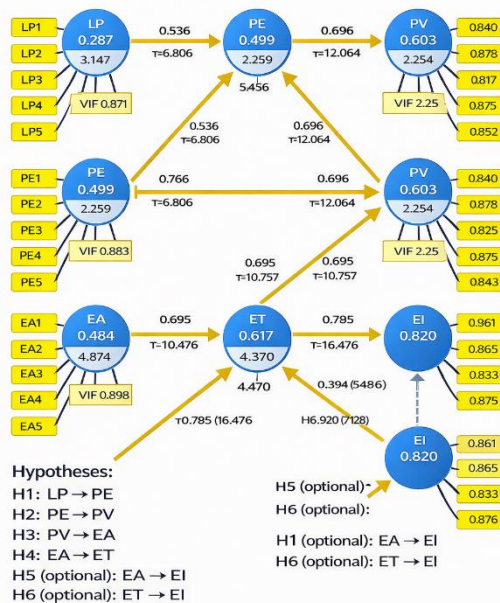 LP1
LP2
LP3
LP4
LP5
LP
0.287
3.147
VIF 0.871
0.536
τ=6.806
PE
0.499
2.259
5.456
0.696
τ=12.064
PV
0.603
2.254
VIF 2.25
0.840
0.878
0.817
0.875
0.852
0.536
τ=6.806
0.696
τ=12.064
PE1
PE2
PE3
PE4
PE5
PE
0.499
2.259
VIF 0.883
0.766
τ=6.806
0.696
τ=12.064
PV
0.603
2.254
VIF 2.25
0.840
0.878
0.825
0.875
0.843
0.695
τ=10.757
0.695
τ=10.757
EA1
EA2
EA3
EA4
EA5
EA
0.484
4.874
VIF 0.898
0.695
τ=10.476
ET
0.617
4.370
4.470
0.785
τ=16.476
EI
0.820
0.961
0.865
0.833
0.875
τ0.785 (16.476
0.394 (5486)
H6.920 (7128)
EI
0.820
0.861
0.865
0.833
0.876
Hypotheses:
H1: LP → PE
H2: PE → PV
H3: PV → EA
H4: EA → ET
H5 (optional): EA → EI
H6 (optional): ET → EI
H5 (optional)-
H6 (optional):
H1 (optional): EA → EI
H6 (optional): ET → EI